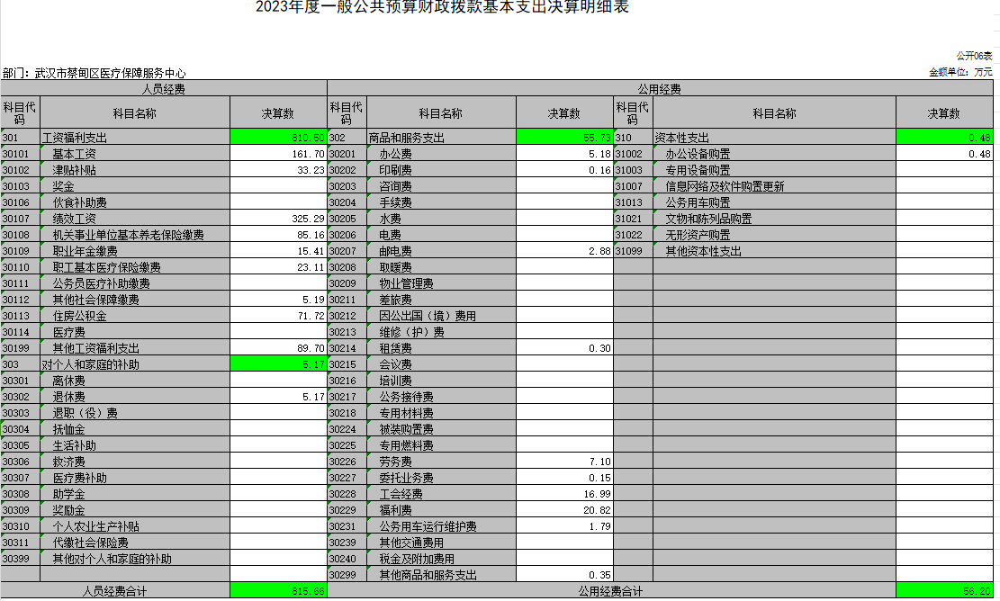 2023年度一般公共预算财政拨款基本支出决算明细表
公开06表
部门：武汉市蔡甸区医疗保障服务中心 金额单位：万元
人员经费 公用经费
科目代码 科目名称 决算数 科目代码 科目名称 决算数 科目代码 科目名称 决算数
301 工资福利支出 810.50 302 商品和服务支出 55.73 310 资本性支出 0.48
30101 基本工资 161.70 30201 办公费 5.18 31002 办公设备购置 0.48
30102 津贴补贴 33.23 30202 印刷费 0.16 31003 专用设备购置
30103 奖金 30203 咨询费 31007 信息网络及软件购置更新
30106 伙食补助费 30204 手续费 31013 公务用车购置
30107 绩效工资 325.29 30205 水费 31021 文物和陈列品购置
30108 机关事业单位基本养老保险缴费 85.16 30206 电费 31022 无形资产购置
30109 职业年金缴费 15.41 30207 邮电费 2.88 31099 其他资本性支出
30110 职工基本医疗保险缴费 23.11 30208 取暖费
30111 公务员医疗补助缴费 30209 物业管理费
30112 其他社会保障缴费 5.19 30211 差旅费
30113 住房公积金 71.72 30212 因公出国（境）费用
30114 医疗费 30213 维修（护）费
30199 其他工资福利支出 89.70 30214 租赁费 0.30
303 对个人和家庭的补助 5.17 30215 会议费
30301 离休费 30216 培训费
30302 退休费 5.17 30217 公务接待费
30303 退职（役）费 30218 专用材料费
30304 抚恤金 30224 被装购置费
30305 生活补助 30225 专用燃料费
30306 救济费 30226 劳务费 7.10
30307 医疗费补助 30227 委托业务费 0.15
30308 助学金 30228 工会经费 16.99
30309 奖励金 30229 福利费 20.82
30310 个人农业生产补贴 30231 公务用车运行维护费 1.79
30311 代缴社会保险费 30239 其他交通费用
30399 其他对个人和家庭的补助 30240 税金及附加费用
30299 其他商品和服务支出 0.35
人员经费合计 815.66 公用经费合计 56.20